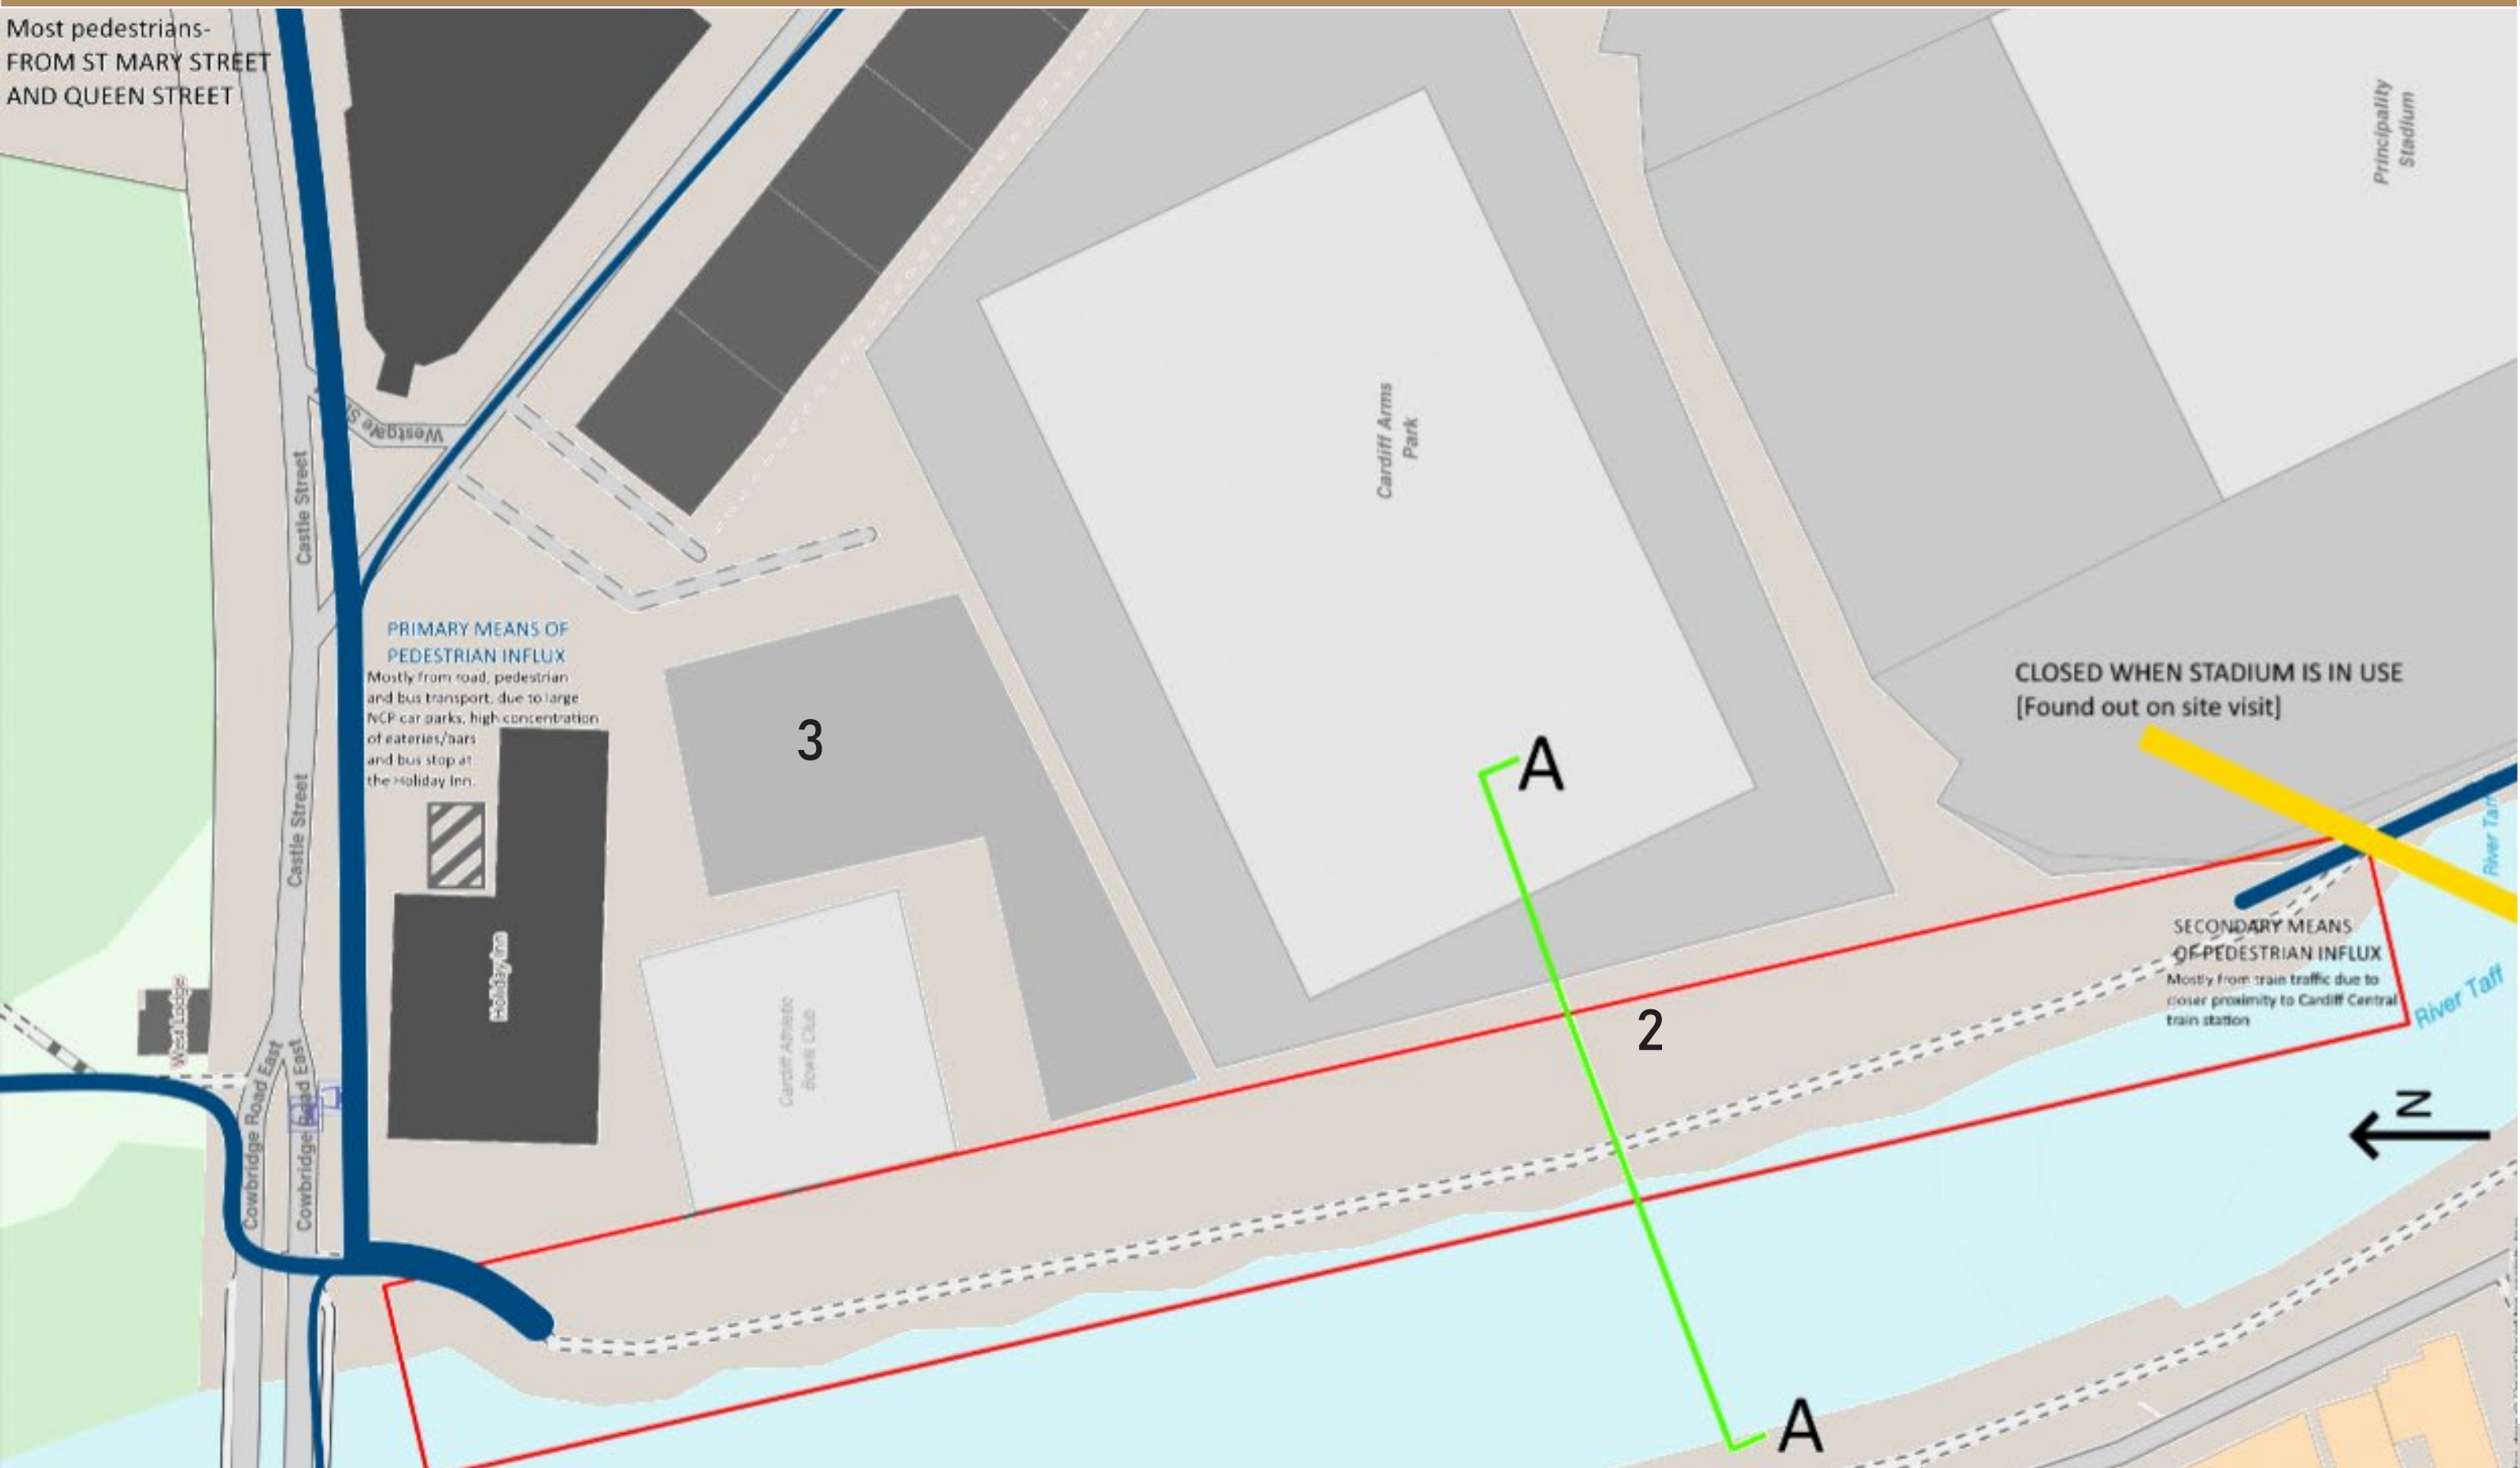 Most pedestrians-
FROM ST MARY STREET
AND QUEEN STREET
Principality
Stadium
Westgate St
Castle Street
Cardiff Arms
Park
PRIMARY MEANS OF
PEDESTRIAN INFLUX
Mostly from road, pedestrian
and bus transport, due to large
NCP car parks, high concentration
of eateries/bars
and bus stop at
the Holiday Inn.
3
CLOSED WHEN STADIUM IS IN USE
[Found out on site visit]
A
Castle Street
River Taff
SECONDARY MEANS
OF PEDESTRIAN INFLUX
Mostly from train traffic due to
closer proximity to Cardiff Central
train station
Holiday Inn
West Lodge
Cardiff Athletic
Bowls Club
2
River Taff
N
Cowbridge Road East
Cowbridge Road East
A